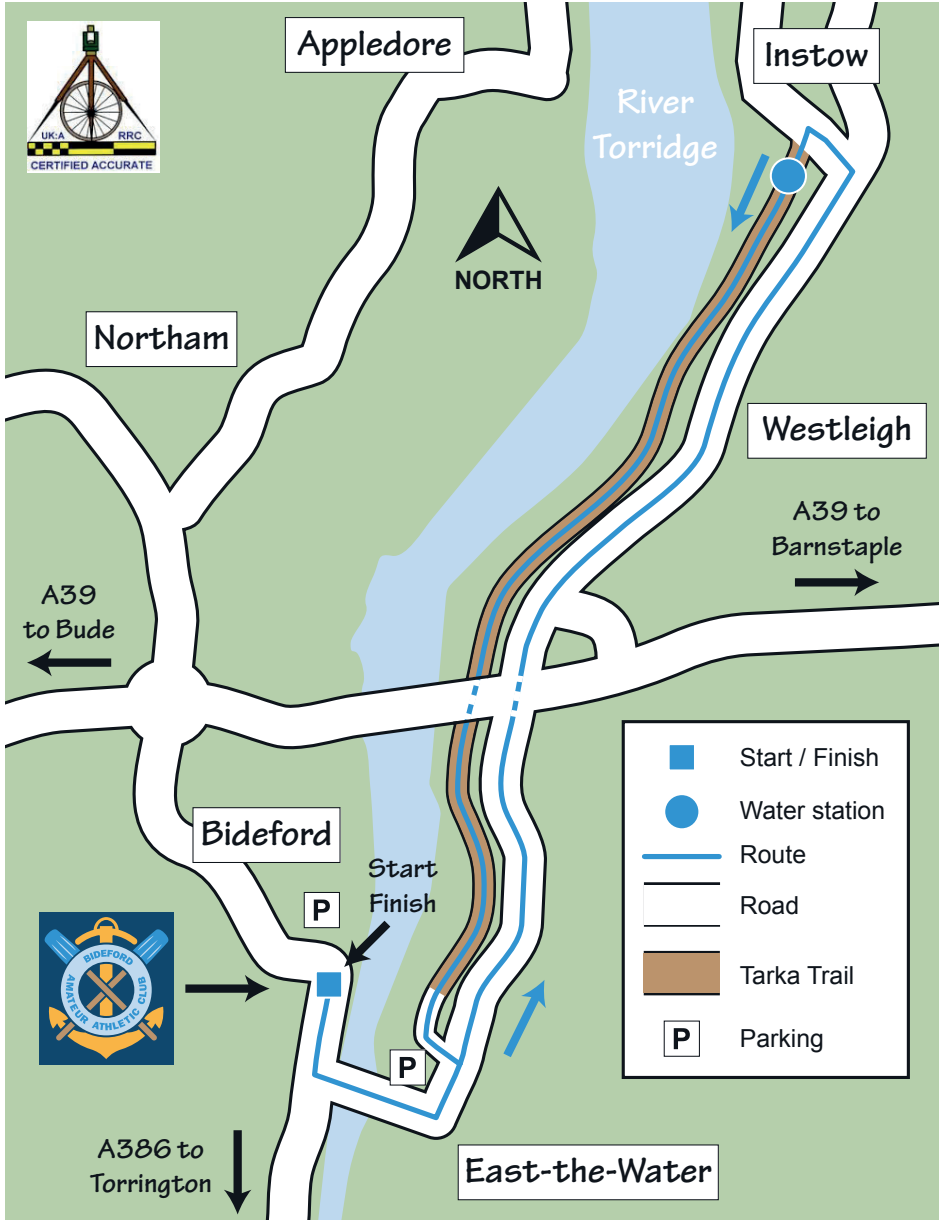 Appledore
Instow
UK:A RRC
CERTIFIED ACCURATE
River
Torridge
NORTH
Northam
Westleigh
A39 to
Barnstaple
A39
to Bude
Start / Finish
Water station
Route
Road
Tarka Trail
P Parking
Bideford
Start
Finish
P
BIDEFORD
AMATEUR ATHLETIC CLUB
P
A386 to
Torrington
East-the-Water